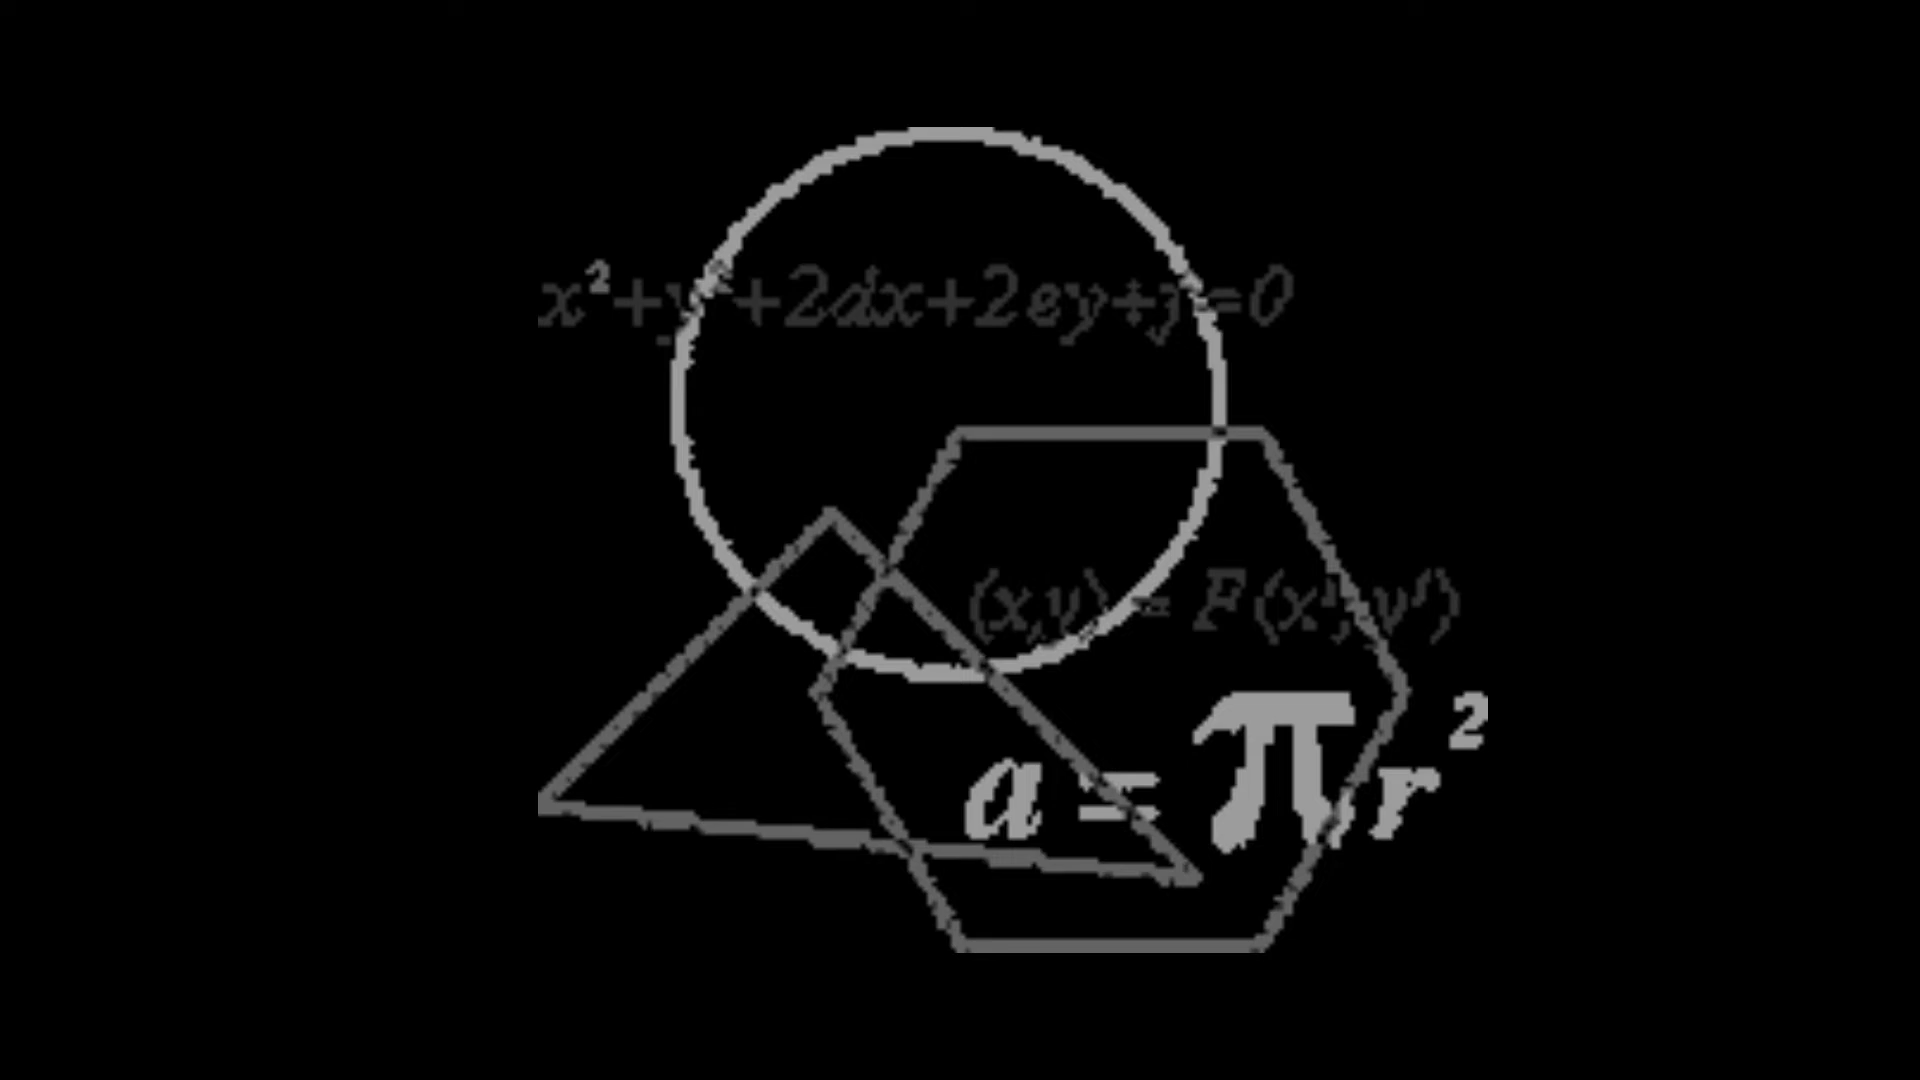 x²+y²+2dx+2ey+f=0
(x,y) = F(x',y')
a = πr²